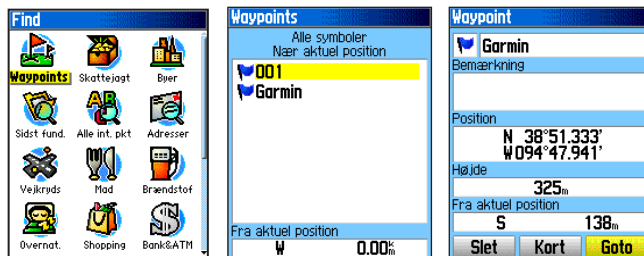 Find
Waypoints Skattejagt Byer
Sidst fund. Alle int. pkt Adresser
Vejkryds Mad Brændstof
Overnat. Shopping Bank&ATM
Waypoints
Alle symboler
Nær aktuel position
001
Garmin
Fra aktuel position
W 0.00km
Waypoint
Garmin
Bemærkning
Position
N 38°51.333'
W094°47.941'
Højde
325m
Fra aktuel position
S 138m
Slet Kort Goto